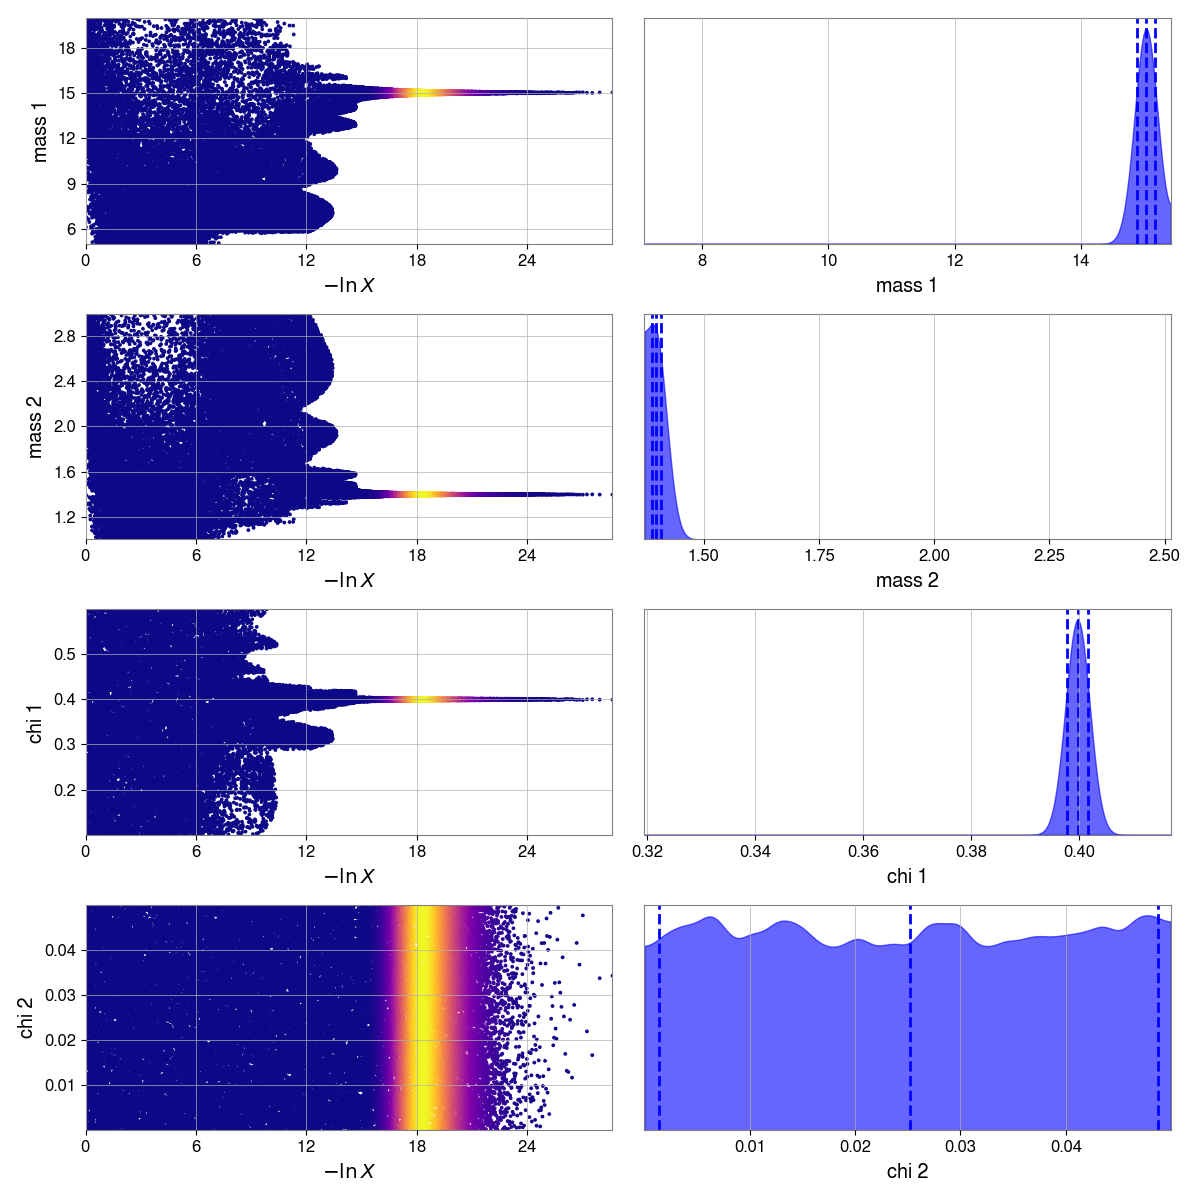 18
15
12
9
6
mass 1
0 6 12 18 24
−ln X
8 10 12 14
mass 1
2.8
2.4
2.0
1.6
1.2
mass 2
0 6 12 18 24
−ln X
1.50 1.75 2.00 2.25 2.50
mass 2
0.5
0.4
0.3
0.2
chi 1
0 6 12 18 24
−ln X
0.32 0.34 0.36 0.38 0.40
chi 1
0.04
0.03
0.02
0.01
chi 2
0 6 12 18 24
−ln X
0.01 0.02 0.03 0.04
chi 2